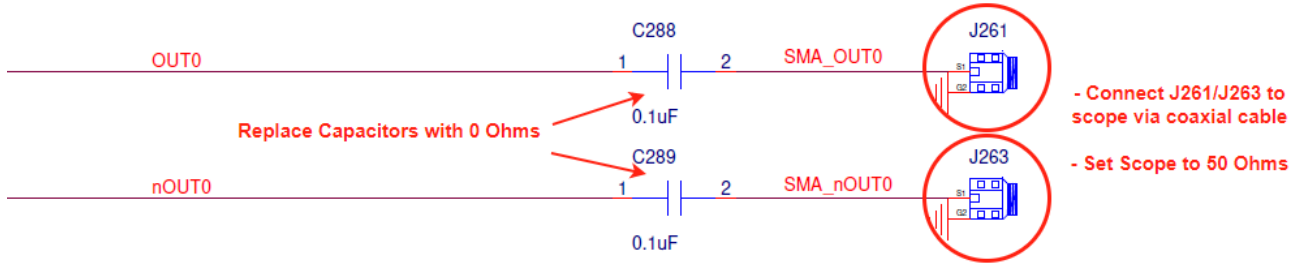 C288
J261
OUT0
1
2
SMA_OUT0
S1
G2
- Connect J261/J263 to
scope via coaxial cable
0.1uF
Replace Capacitors with 0 Ohms
C289
J263
- Set Scope to 50 Ohms
nOUT0
1
2
SMA_nOUT0
S1
G2
0.1uF